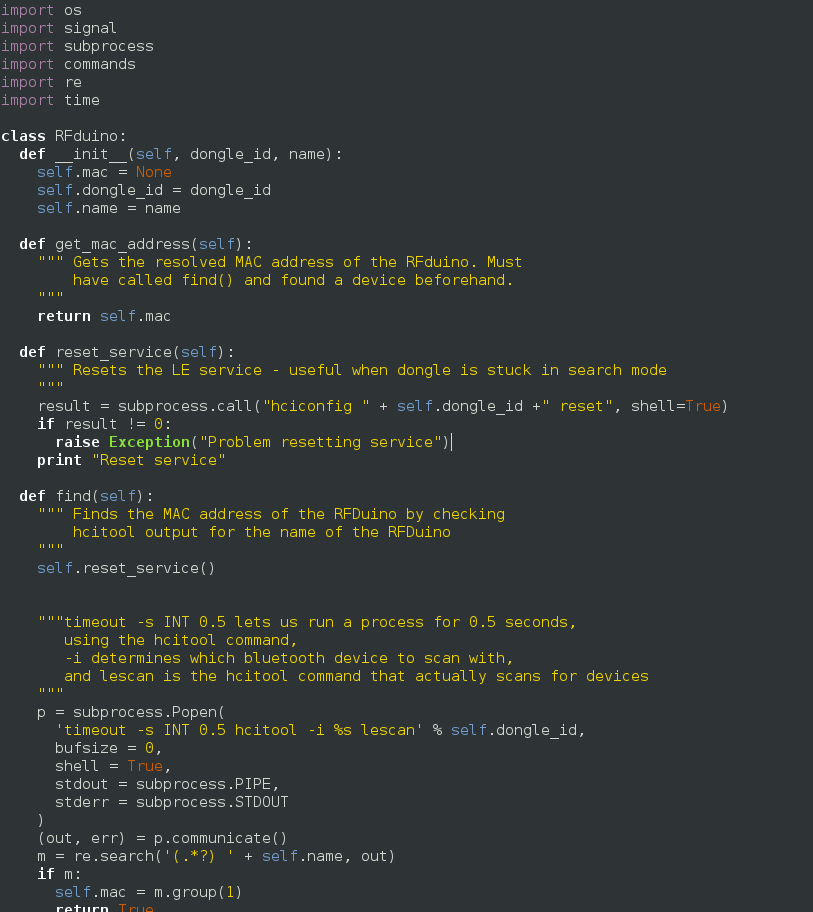 import os
import signal
import subprocess
import commands
import re
import time
class RFduino:
  def __init__(self, dongle_id, name):
    self.mac = None
    self.dongle_id = dongle_id
    self.name = name
  def get_mac_address(self):
    """ Gets the resolved MAC address of the RFduino. Must
        have called find() and found a device beforehand.
    """
    return self.mac
  def reset_service(self):
    """ Resets the LE service - useful when dongle is stuck in search mode
    """
    result = subprocess.call("hciconfig " + self.dongle_id +" reset", shell=True)
    if result != 0:
      raise Exception("Problem resetting service")
    print "Reset service"
  def find(self):
    """ Finds the MAC address of the RFDuino by checking
        hcitool output for the name of the RFDuino
    """
    self.reset_service()
    """timeout -s INT 0.5 lets us run a process for 0.5 seconds,
       using the hcitool command,
       -i determines which bluetooth device to scan with,
       and lescan is the hcitool command that actually scans for devices
    """
    p = subprocess.Popen(
      'timeout -s INT 0.5 hcitool -i %s lescan' % self.dongle_id,
      bufsize = 0,
      shell = True,
      stdout = subprocess.PIPE,
      stderr = subprocess.STDOUT
    )
    (out, err) = p.communicate()
    m = re.search('(.*?) ' + self.name, out)
    if m:
      self.mac = m.group(1)
      return True